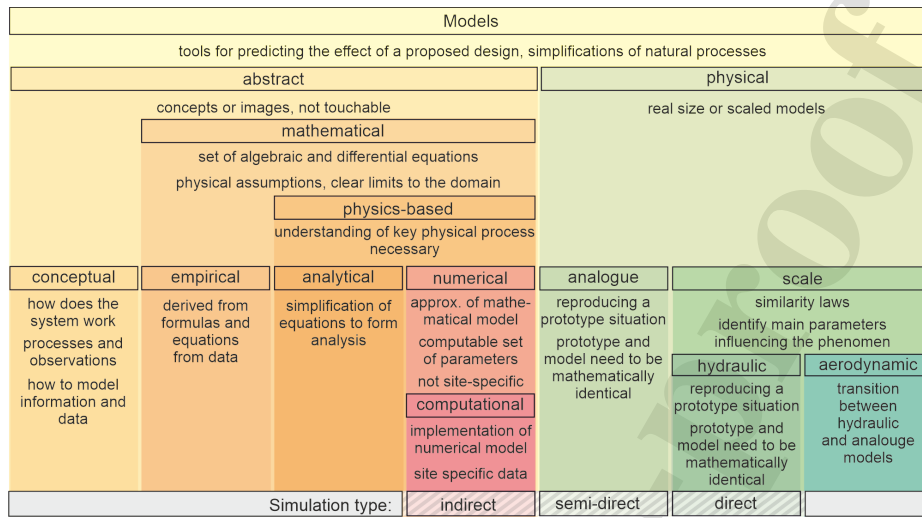 Models
tools for predicting the effect of a proposed design, simplifications of natural processes
abstract
physical
concepts or images, not touchable
real size or scaled models
mathematical
set of algebraic and differential equations
physical assumptions, clear limits to the domain
physics-based
understanding of key physical process
necessary
conceptual
how does the
system work
processes and
observations
how to model
information and
data
empirical
derived from
formulas and
equations
from data
analytical
simplification of
equations to form
analysis
numerical
approx. of mathe-
matical model
computable set
of parameters
not site-specific
computational
implementation of
numerical model
site specific data
analogue
reproducing a
prototype situation
prototype and
model need to be
mathematically
identical
scale
similarity laws
identify main parameters
influencing the phenomen
hydraulic
reproducing a
prototype situation
prototype and
model need to be
mathematically
identical
aerodynamic
transition
between
hydraulic
and analouge
models
Simulation type:
indirect
semi-direct
direct
-proof